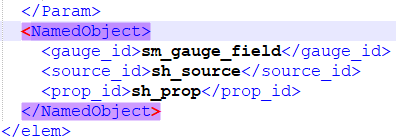 </Param>
<NamedObject>
<gauge_id>sm_gauge_field</gauge_id>
<source_id>sh_source</source_id>
<prop_id>sh_prop</prop_id>
</NamedObject>
</elem>